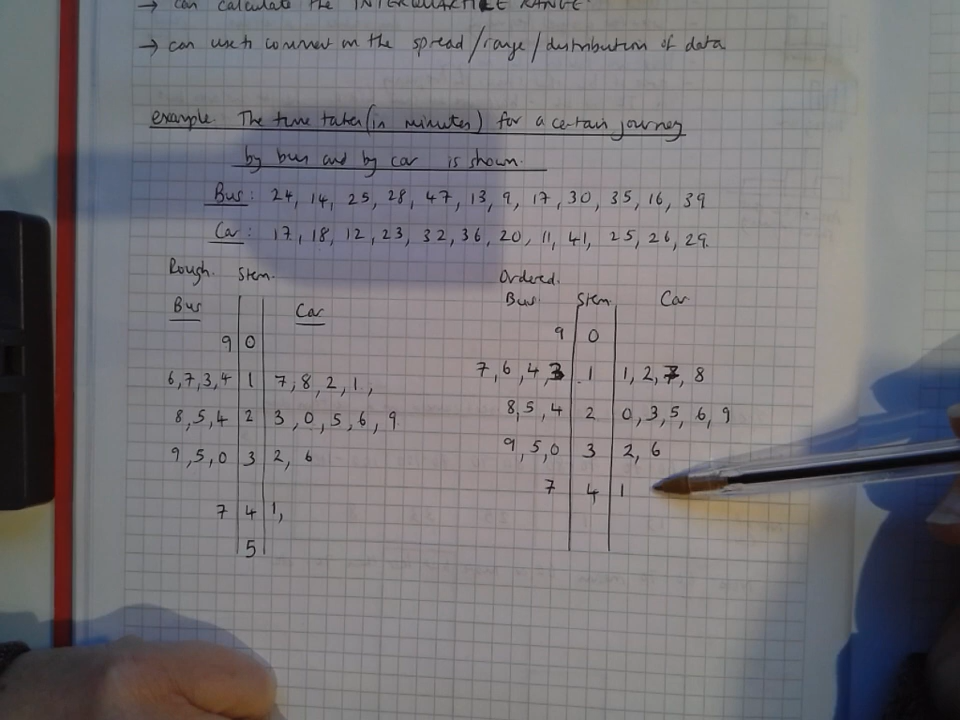 → can calculate the INTERQUARTILE RANGE.
→ can use to comment on the spread/range/distribution of data
example. The time taken (in minutes) for a certain journey
by bus and by car is shown.
Bus: 24, 14, 25, 28, 47, 13, 9, 17, 30, 35, 16, 39
Car: 17, 18, 12, 23, 32, 36, 20, 11, 41, 25, 26, 29.
Rough. Stem.
Bus Car
9 0
6,7,3,4 1 7, 8, 2, 1,
8,5,4 2 3, 0, 5, 6, 9
9,5,0 3 2, 6
7 4 1,
5
Ordered.
Bus Stem Car
9 0
7, 6, 4, 3 1 1, 2, 7, 8
8, 5, 4 2 0, 3, 5, 6, 9
9, 5, 0 3 2, 6
7 4 1